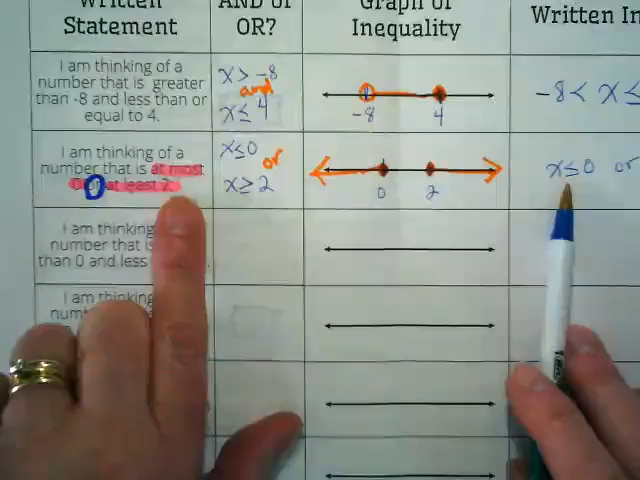 Written
Statement
AND or
OR?
Graph of
Inequality
Written
I am thinking of a
number that is greater
than -8 and less than or
equal to 4.
x > -8
and
x ≤ 4
-8
4
-8 < x ≤
I am thinking of a
number that is at most
0 or at least 2.
x ≤ 0
or
x ≥ 2
0
2
x ≤ 0 or
I am thinking
number that is
than 0 and less
I am thinking